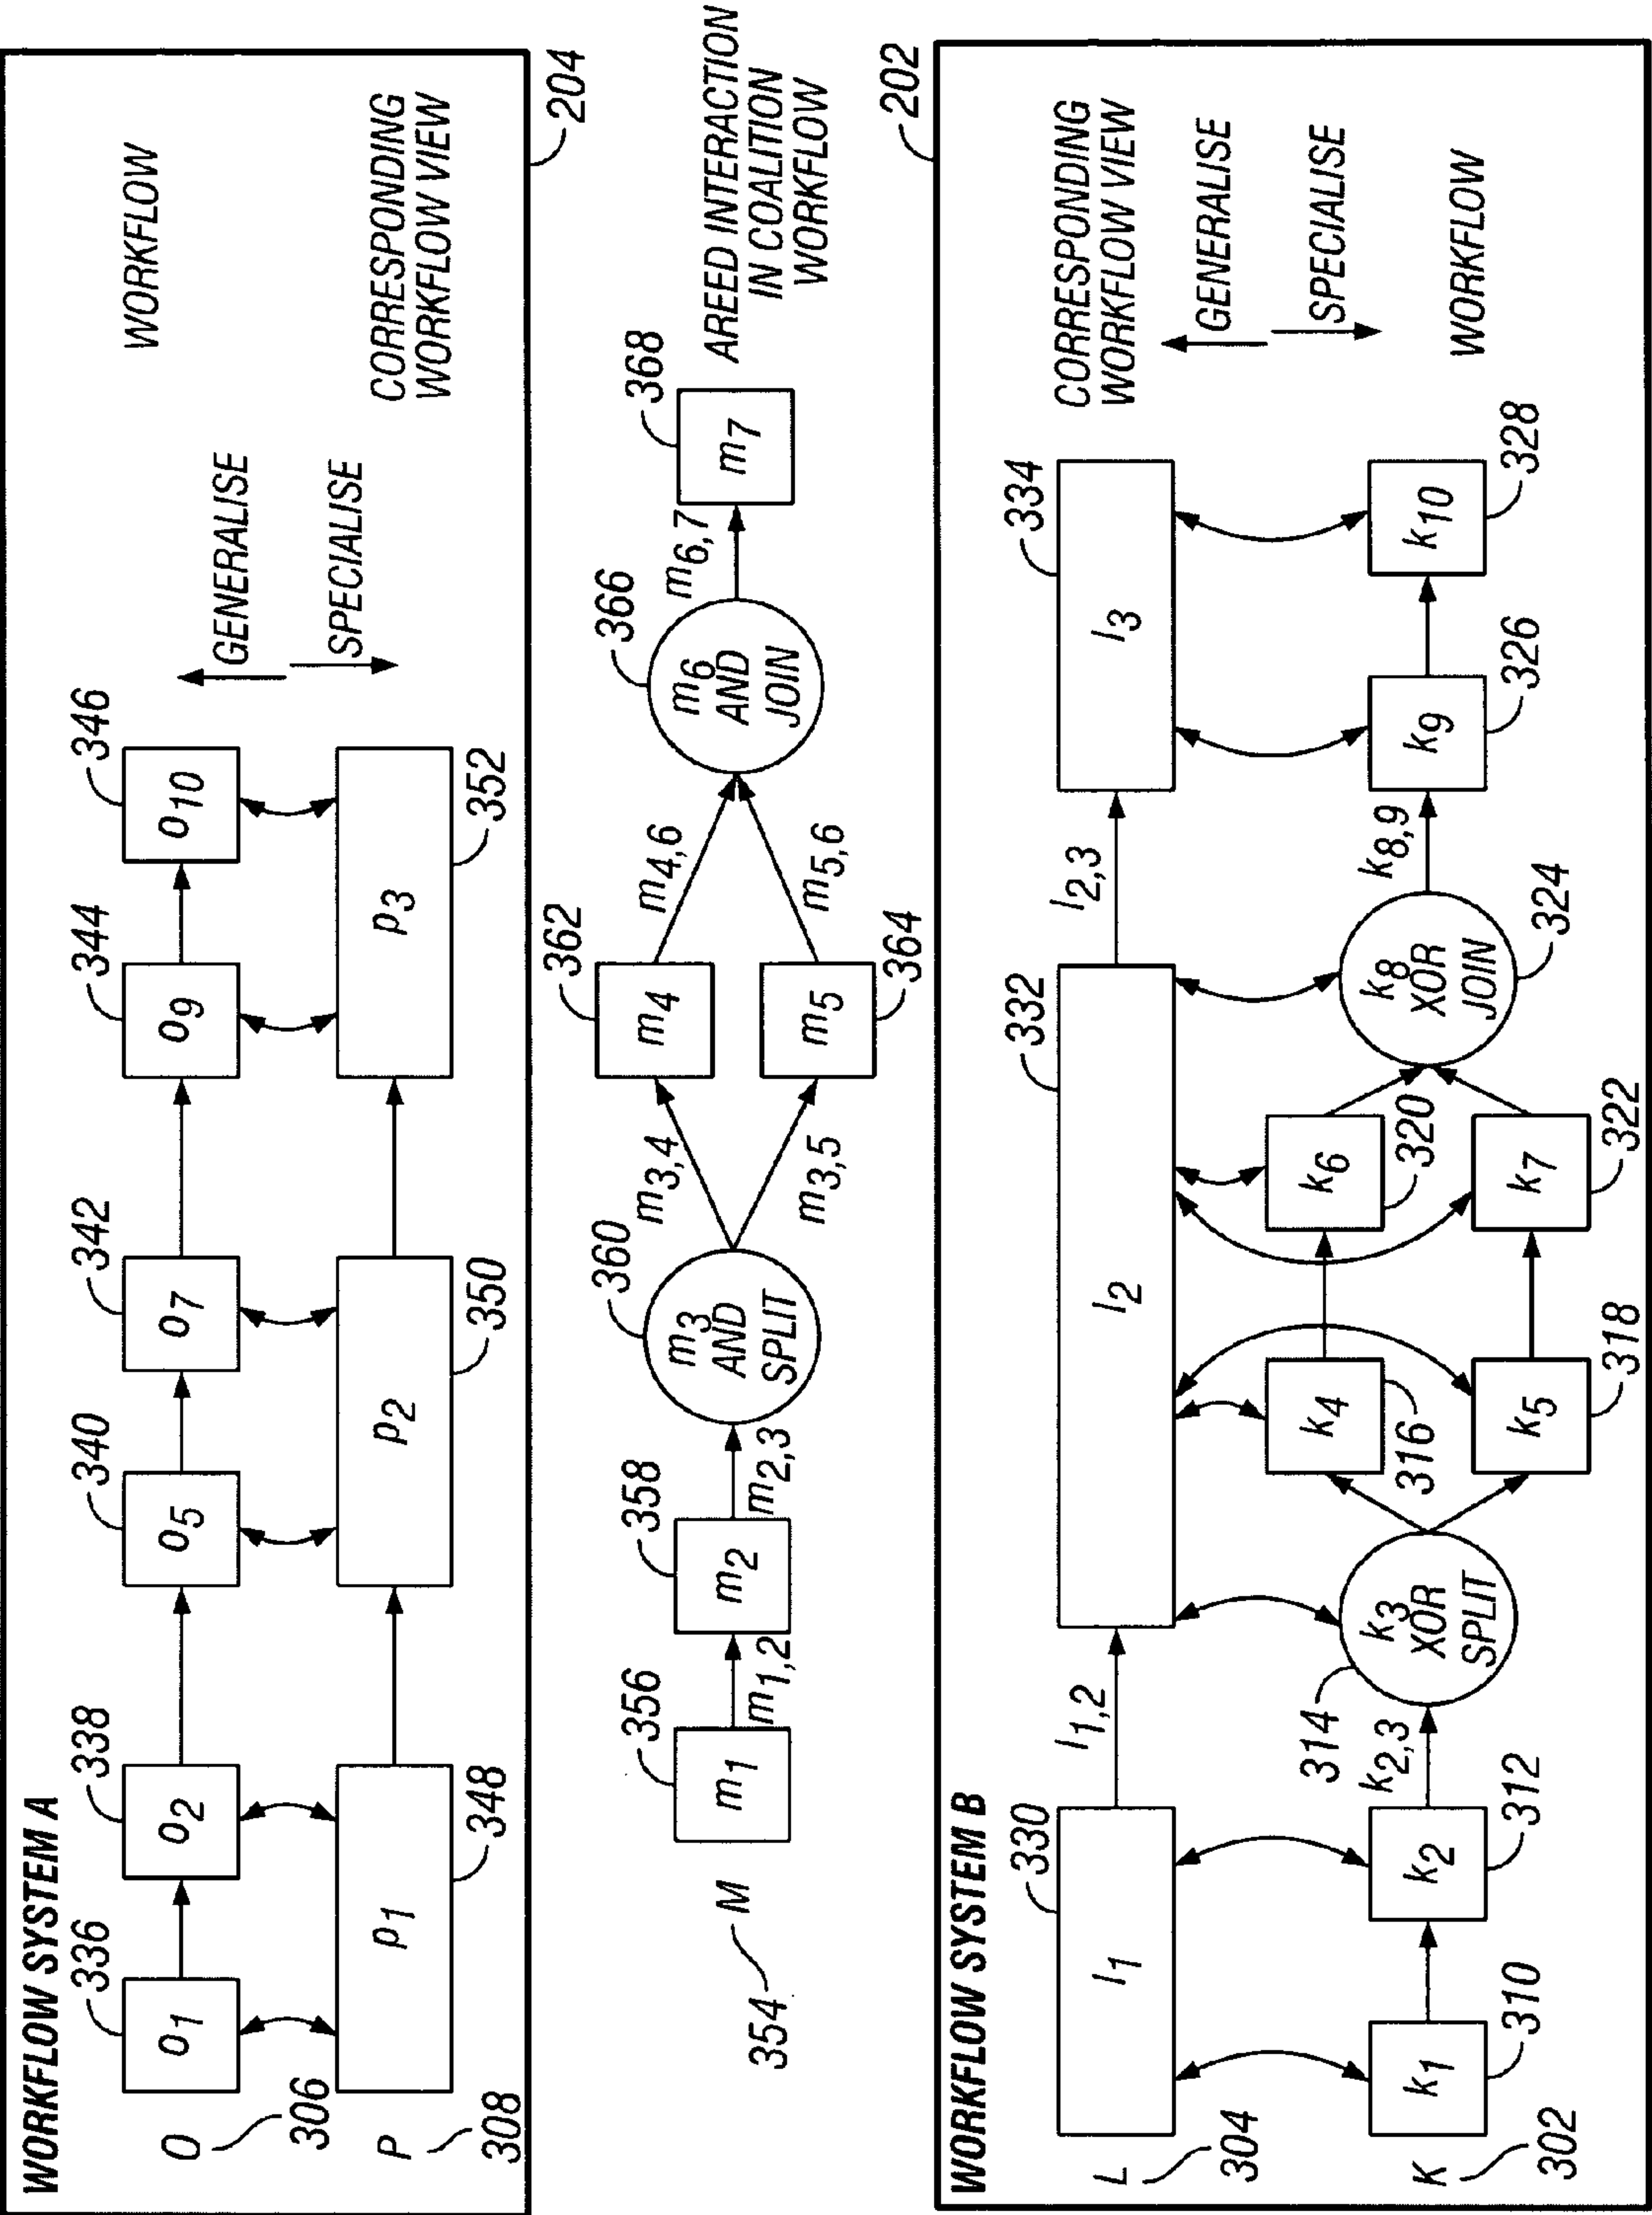 WORKFLOW SYSTEM A
336
338
340
342
344
346
O
306
o1
o2
o5
o7
o9
o10
WORKFLOW
GENERALISE
SPECIALISE
P
308
p1
p2
p3
CORRESPONDING
WORKFLOW VIEW
348
350
352
204
354
M
356
m1
m1,2
358
m2
m2,3
360
m3
AND
SPLIT
m3,4
m3,5
362
m4
364
m5
m4,6
m5,6
366
m6
AND
JOIN
m6,7
368
m7
AREED INTERACTION
IN COALITION
WORKFLOW
202
WORKFLOW SYSTEM B
330
332
334
L
304
l1
l1,2
l2
l2,3
l3
CORRESPONDING
WORKFLOW VIEW
GENERALISE
SPECIALISE
WORKFLOW
K
302
k1
310
k2
312
k2,3
314
k3
XOR
SPLIT
k4
316
k5
318
k6
320
k7
322
k8
XOR
JOIN
324
k8,9
k9
326
k10
328